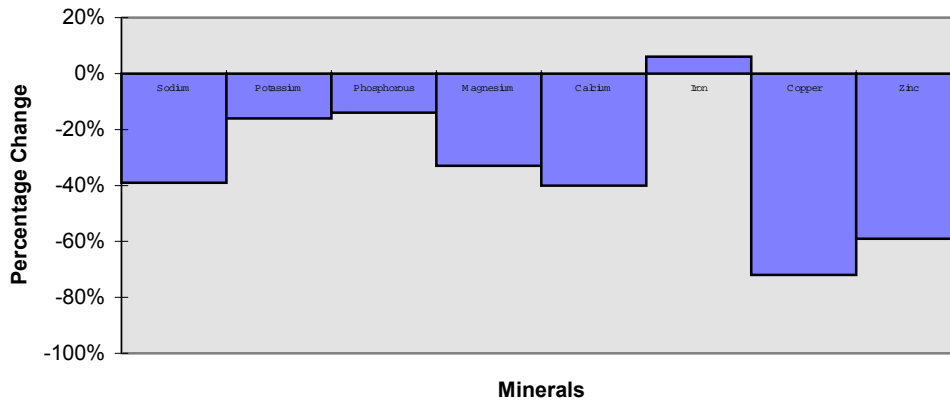 20%
0%
-20%
-40%
-60%
-80%
-100%
Percentage Change
Sodium Potassium Phosphorous Magnesium Calcium Iron Copper Zinc
Minerals